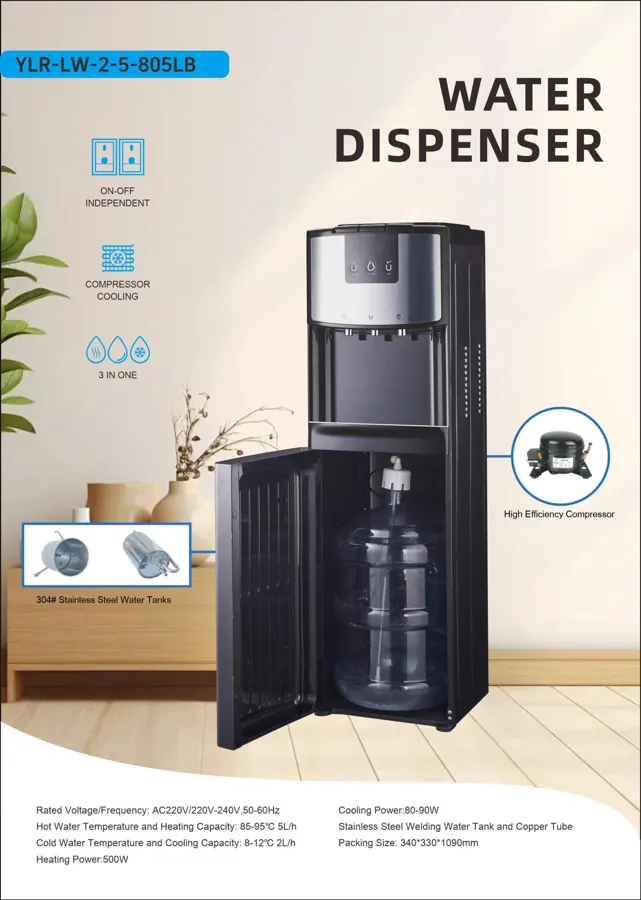 YLR-LW-2-5-805LB
WATER
DISPENSER
ON-OFF
INDEPENDENT
COMPRESSOR
COOLING
3 IN ONE
High Efficiency Compressor
304# Stainless Steel Water Tanks
Rated Voltage/Frequency: AC220V/220V-240V,50-60Hz
Hot Water Temperature and Heating Capacity: 85-95℃ 5L/h
Cold Water Temperature and Cooling Capacity: 8-12℃ 2L/h
Heating Power:500W
Cooling Power:80-90W
Stainless Steel Welding Water Tank and Copper Tube
Packing Size: 340*330*1090mm